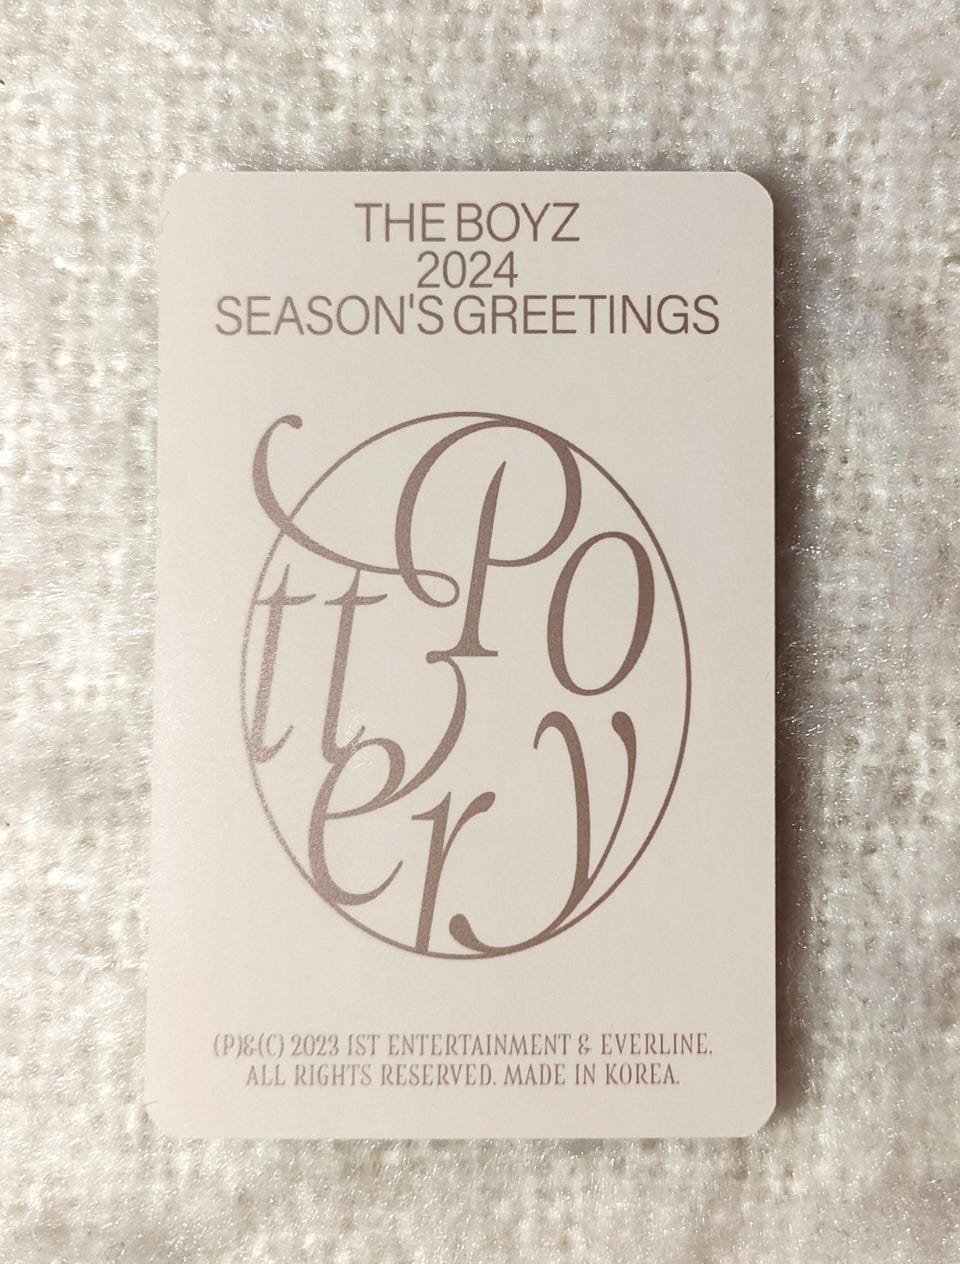 THE BOYZ
2024
SEASON'S GREETINGS
Pottery
(P)&(C) 2023 IST ENTERTAINMENT & EVERLINE.
ALL RIGHTS RESERVED. MADE IN KOREA.